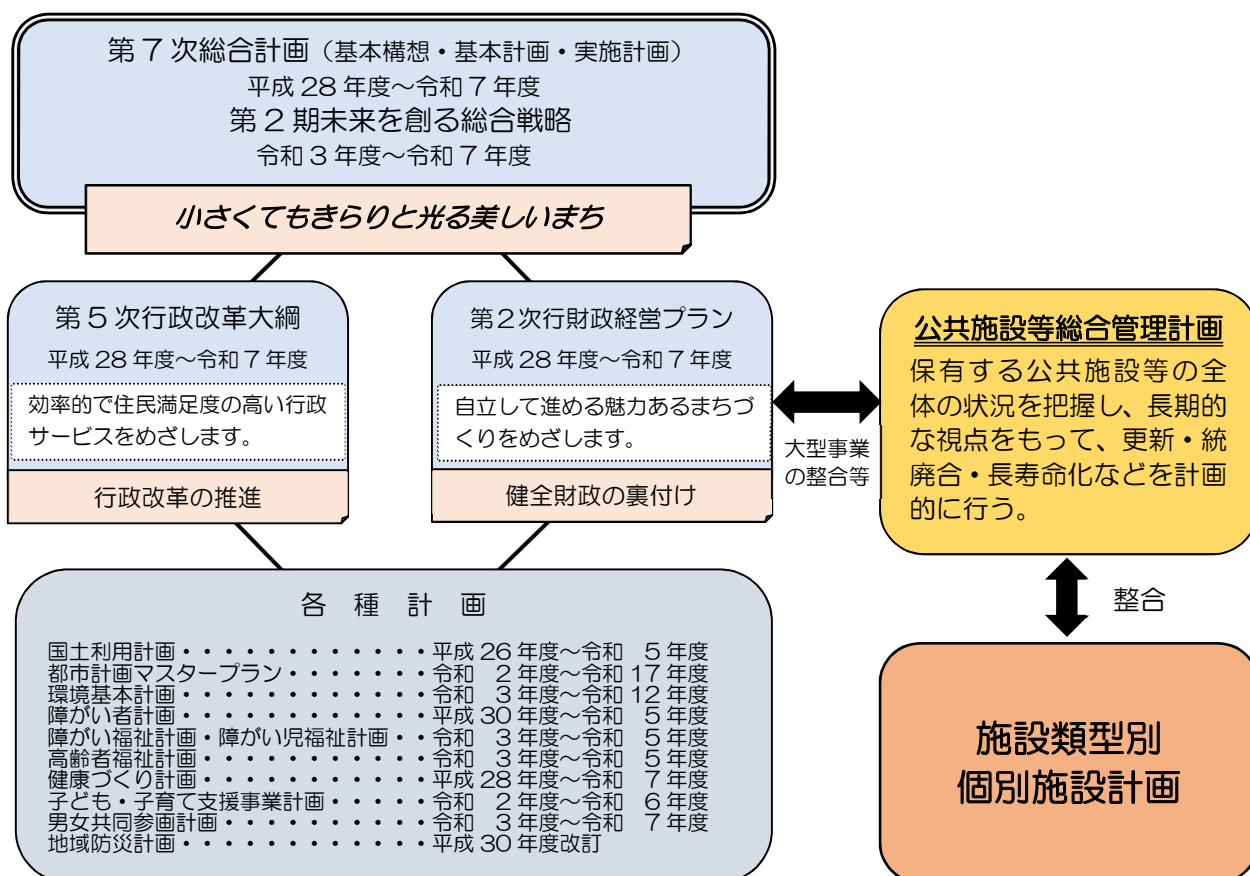 第7次総合計画（基本構想・基本計画・実施計画）
平成28年度～令和7年度
第2期未来を創る総合戦略
令和3年度～令和7年度
小さくてもきらりと光る美しいまち
第5次行政改革大綱
平成28年度～令和7年度
効率的で住民満足度の高い行政
サービスをめざします。
行政改革の推進
第2次行財政経営プラン
平成28年度～令和7年度
自立して進める魅力あるまちづ
くりをめざします。
健全財政の裏付け
大型事業
の整合等
公共施設等総合管理計画
保有する公共施設等の全
体の状況を把握し、長期的
な視点をもって、更新・統
廃合・長寿命化などを計画
的に行う。
整合
施設類型別
個別施設計画
各種計画
国土利用計画・・・・・・・・・・・・平成26年度～令和 5年度
都市計画マスタープラン・・・・・・・令和 2年度～令和17年度
環境基本計画・・・・・・・・・・・・令和 3年度～令和12年度
障がい者計画・・・・・・・・・・・・平成30年度～令和 5年度
障がい福祉計画・障がい児福祉計画・・令和 3年度～令和 5年度
高齢者福祉計画・・・・・・・・・・・令和 3年度～令和 5年度
健康づくり計画・・・・・・・・・・・平成28年度～令和 7年度
子ども・子育て支援事業計画・・・・・令和 2年度～令和 6年度
男女共同参画計画・・・・・・・・・・令和 3年度～令和 7年度
地域防災計画・・・・・・・・・・・・平成30年度改訂